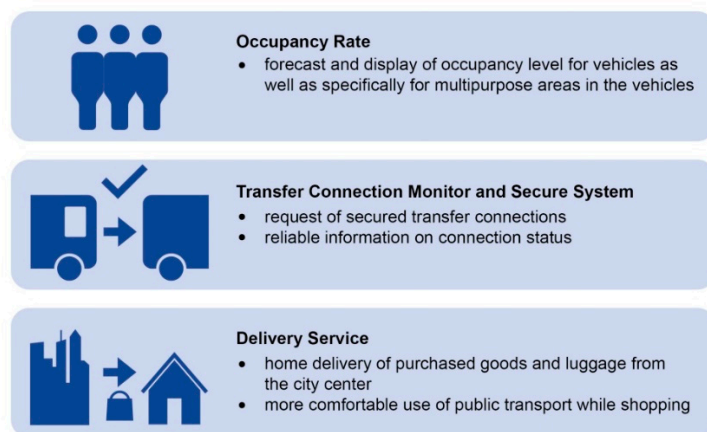 Occupancy Rate
• forecast and display of occupancy level for vehicles as
well as specifically for multipurpose areas in the vehicles
Transfer Connection Monitor and Secure System
• request of secured transfer connections
• reliable information on connection status
Delivery Service
• home delivery of purchased goods and luggage from
the city center
• more comfortable use of public transport while shopping